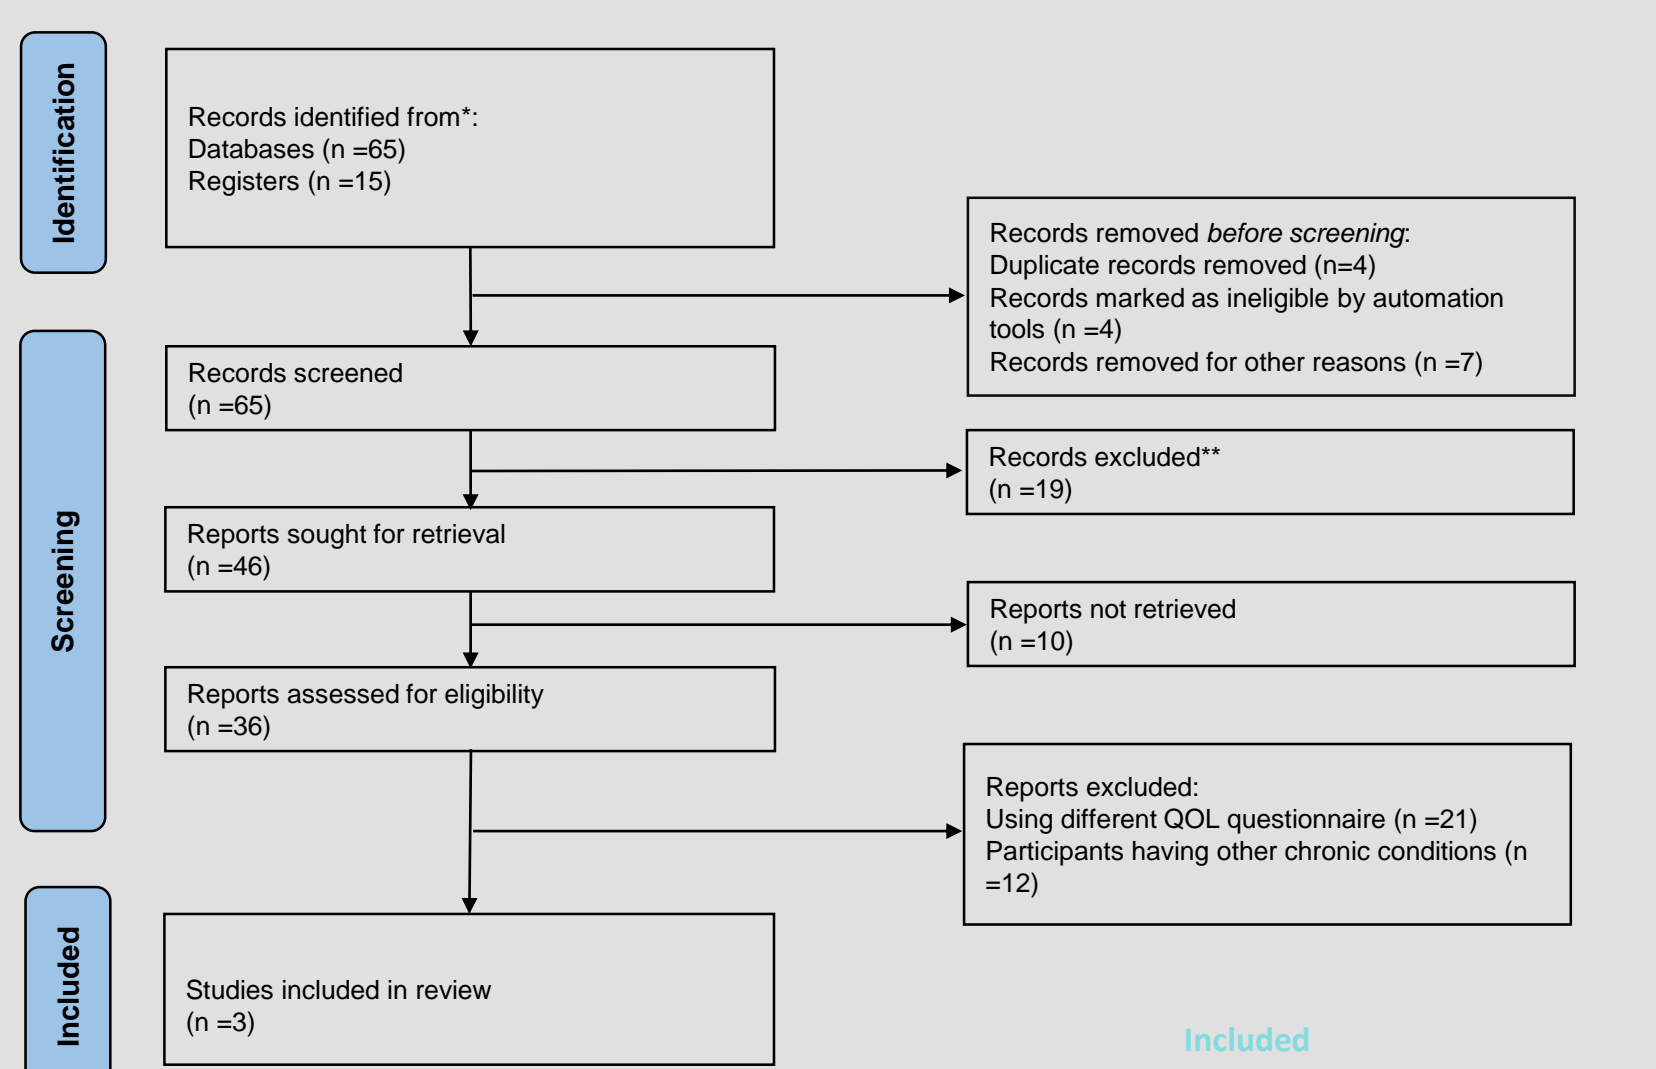 Identification
Records identified from*:
Databases (n =65)
Registers (n =15)
Records removed before screening:
Duplicate records removed (n=4)
Records marked as ineligible by automation
tools (n =4)
Records removed for other reasons (n =7)
Screening
Records screened
(n =65)
Records excluded**
(n =19)
Reports sought for retrieval
(n =46)
Reports not retrieved
(n =10)
Reports assessed for eligibility
(n =36)
Reports excluded:
Using different QOL questionnaire (n =21)
Participants having other chronic conditions (n
=12)
Included
Studies included in review
(n =3)
Included